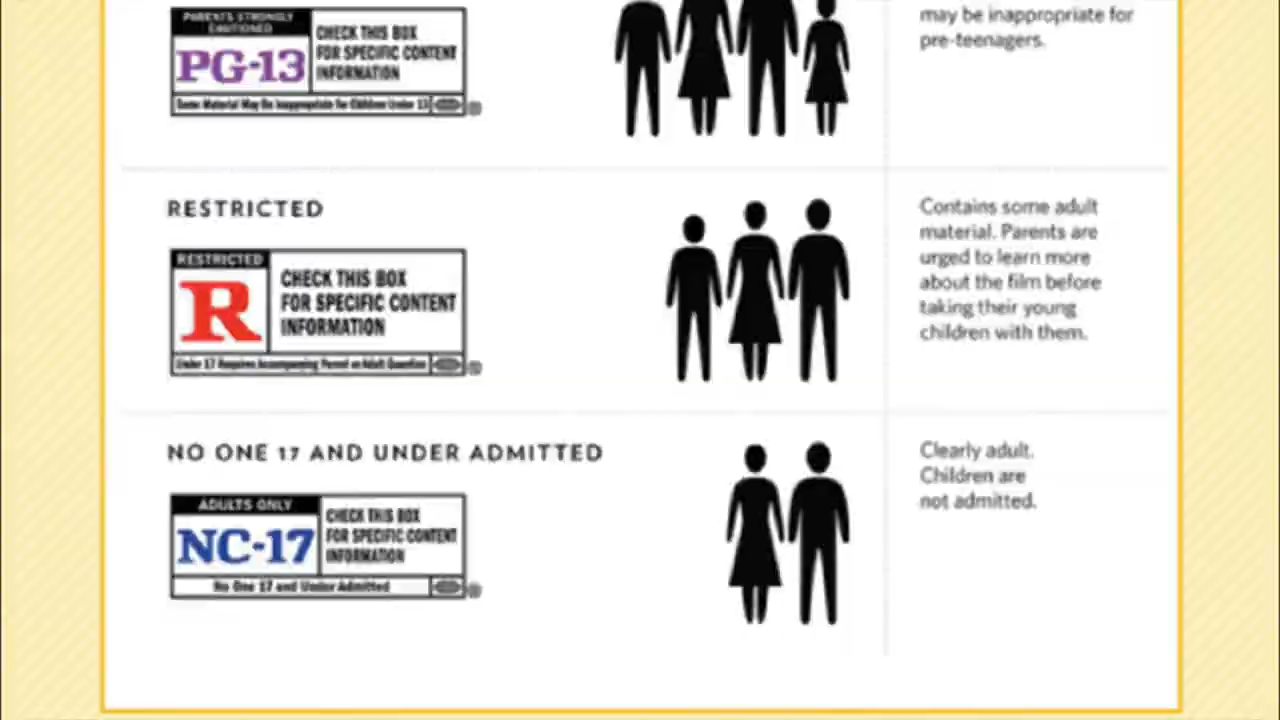 PARENTS STRONGLY
CAUTIONED
PG-13
CHECK THIS BOX
FOR SPECIFIC CONTENT
INFORMATION
Some Material May Be Inappropriate for Children Under 13
may be inappropriate for
pre-teenagers.
RESTRICTED
RESTRICTED
R
CHECK THIS BOX
FOR SPECIFIC CONTENT
INFORMATION
Under 17 Requires Accompanying Parent or Adult Guardian
Contains some adult
material. Parents are
urged to learn more
about the film before
taking their young
children with them.
NO ONE 17 AND UNDER ADMITTED
ADULTS ONLY
NC-17
CHECK THIS BOX
FOR SPECIFIC CONTENT
INFORMATION
No One 17 and Under Admitted
Clearly adult.
Children are
not admitted.